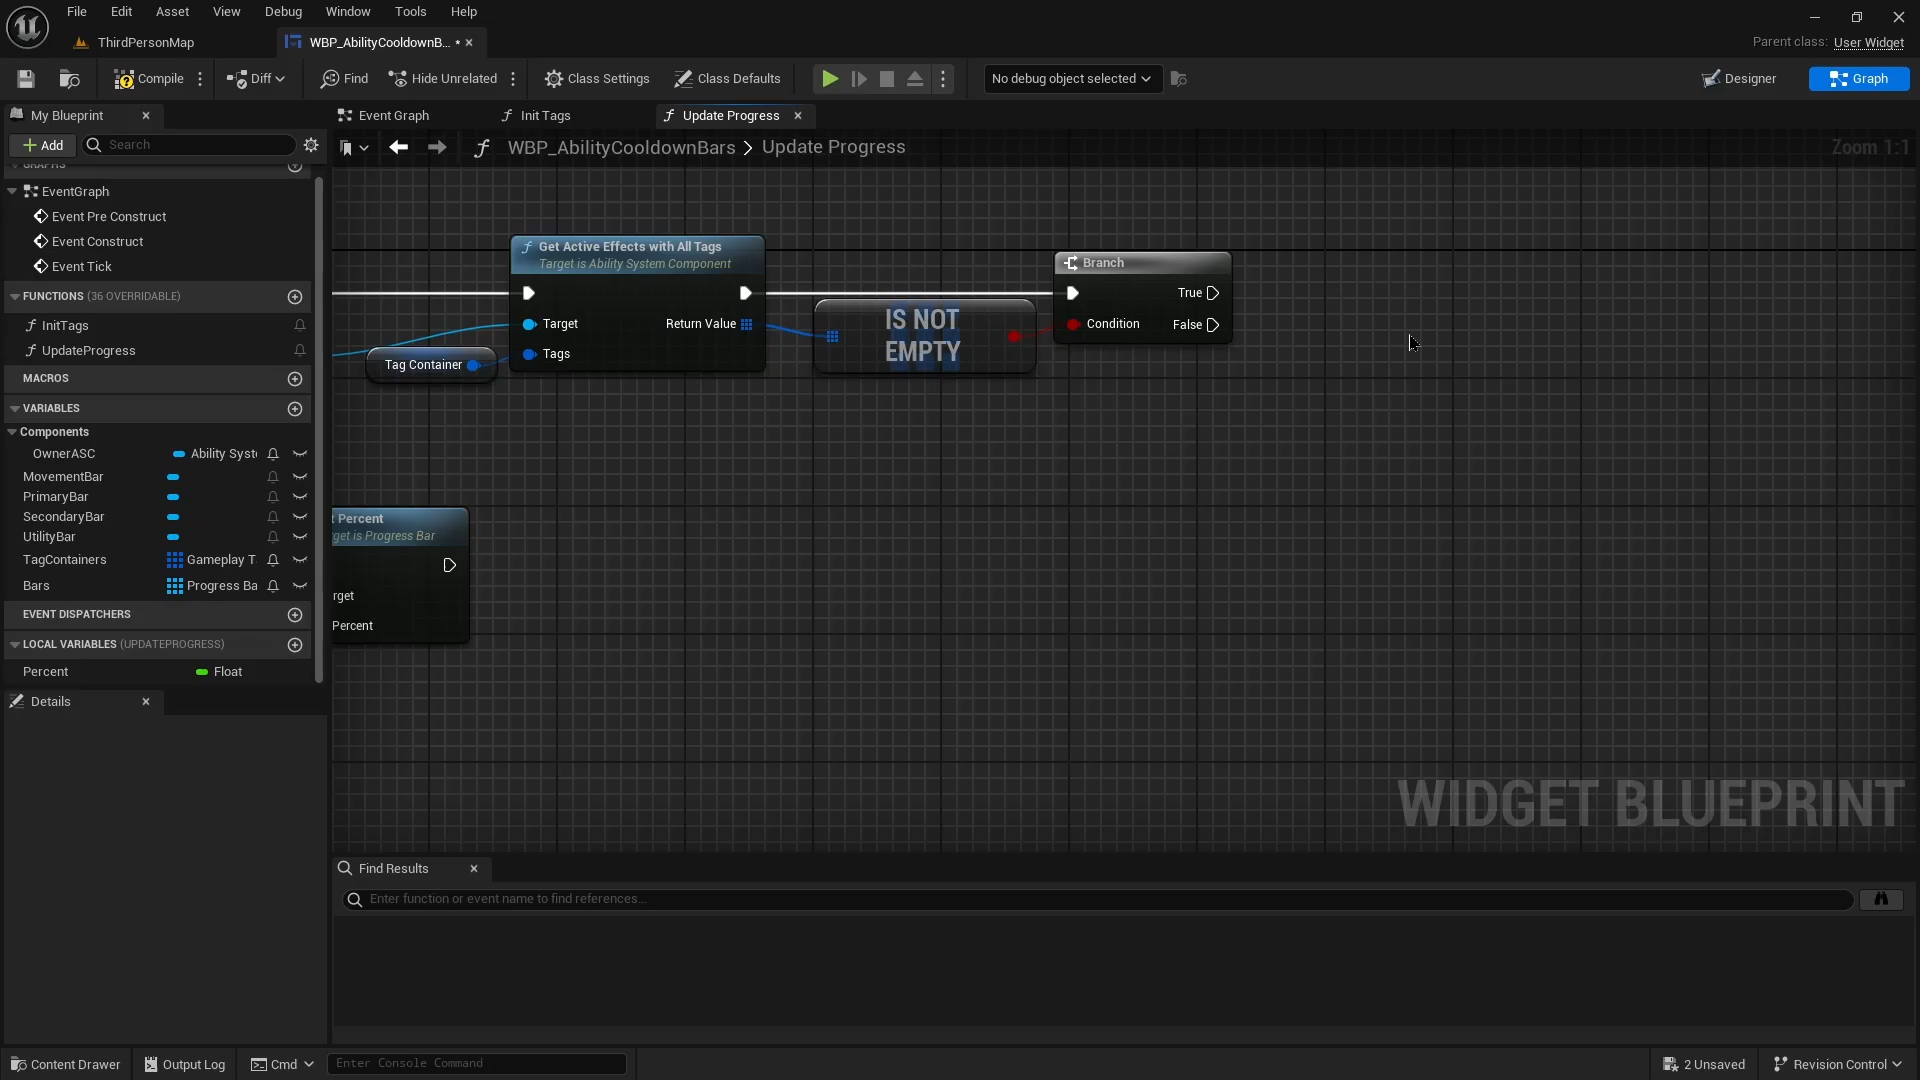 File Edit Asset View Debug Window Tools Help
ThirdPersonMap
WBP_AbilityCooldownB... *
Parent class: User Widget
Compile
Diff
Find
Hide Unrelated
Class Settings
Class Defaults
No debug object selected
Designer
Graph
My Blueprint
Event Graph
Init Tags
Update Progress
Add
Search
WBP_AbilityCooldownBars > Update Progress
Zoom 1:1
GRAPHS
EventGraph
Event Pre Construct
Event Construct
Event Tick
FUNCTIONS (36 OVERRIDABLE)
InitTags
UpdateProgress
MACROS
VARIABLES
Components
OwnerASC Ability Syst
MovementBar
PrimaryBar
SecondaryBar
UtilityBar
TagContainers Gameplay T
Bars Progress Ba
EVENT DISPATCHERS
LOCAL VARIABLES (UPDATEPROGRESS)
Percent Float
Details
Get Active Effects with All Tags
Target is Ability System Component
Target
Return Value
Tags
Tag Container
IS NOT
EMPTY
Branch
True
Condition
False
t Percent
rget is Progress Bar
rget
Percent
WIDGET BLUEPRINT
Find Results
Enter function or event name to find references...
Content Drawer
Output Log
Cmd
Enter Console Command
2 Unsaved
Revision Control